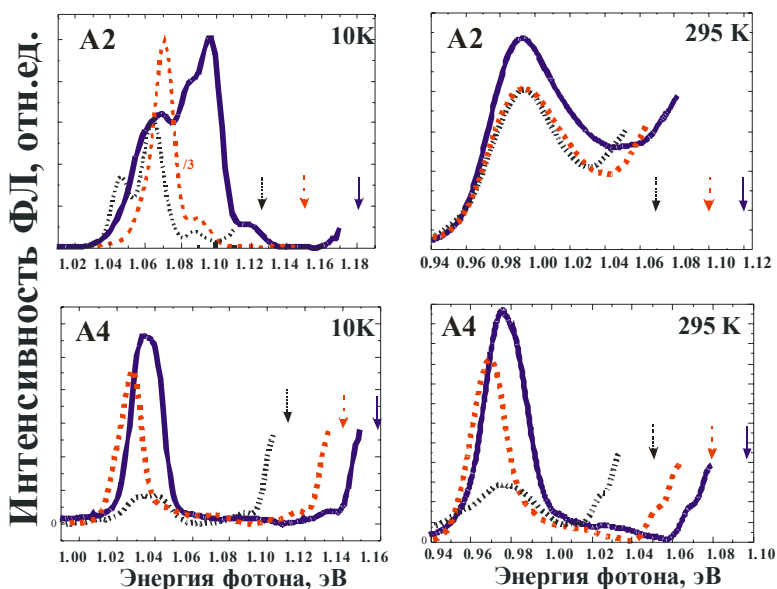 Интенсивность ФЛ, отн.ед.
A2 10K
/3
1.02 1.04 1.06 1.08 1.10 1.12 1.14 1.16 1.18
A2 295 K
0.94 0.96 0.98 1.00 1.02 1.04 1.06 1.08 1.10 1.12
A4 10K
0
1.00 1.02 1.04 1.06 1.08 1.10 1.12 1.14 1.16
Энергия фотона, эВ
A4 295 K
0
0.94 0.96 0.98 1.00 1.02 1.04 1.06 1.08 1.10
Энергия фотона, эВ